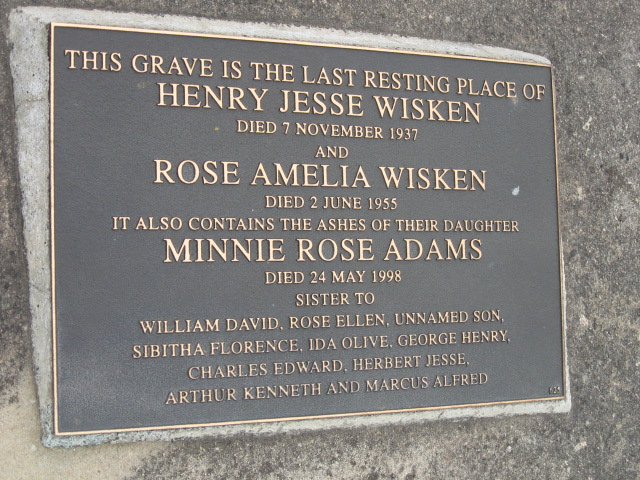 THIS GRAVE IS THE LAST RESTING PLACE OF
HENRY JESSE WISKEN
DIED 7 NOVEMBER 1937
AND
ROSE AMELIA WISKEN
DIED 2 JUNE 1955
IT ALSO CONTAINS THE ASHES OF THEIR DAUGHTER
MINNIE ROSE ADAMS
DIED 24 MAY 1998
SISTER TO
WILLIAM DAVID, ROSE ELLEN, UNNAMED SON,
SIBITHA FLORENCE, IDA OLIVE, GEORGE HENRY,
CHARLES EDWARD, HERBERT JESSE,
ARTHUR KENNETH AND MARCUS ALFRED